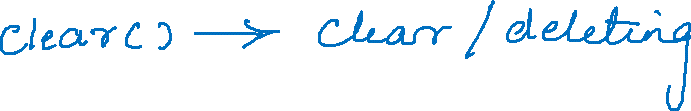 clear() → clear / deleting